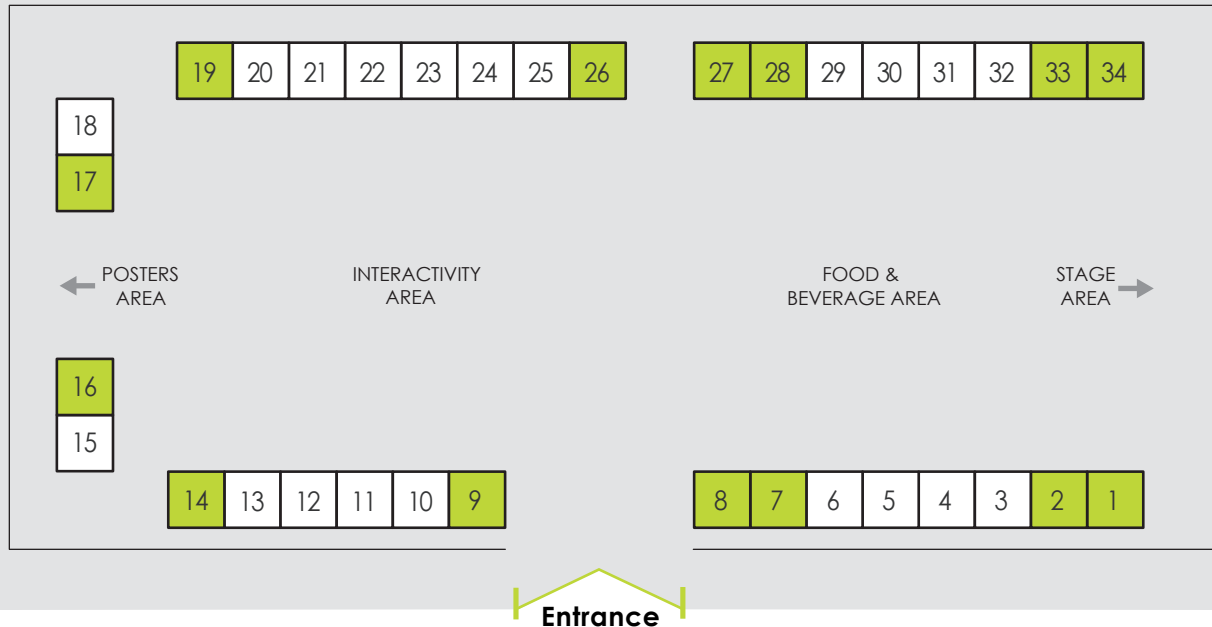 19 20 21 22 23 24 25 26 27 28 29 30 31 32 33 34
18
17
POSTERS
AREA
INTERACTIVITY
AREA
FOOD &
BEVERAGE AREA
STAGE
AREA
16
15
14 13 12 11 10 9 8 7 6 5 4 3 2 1
Entrance